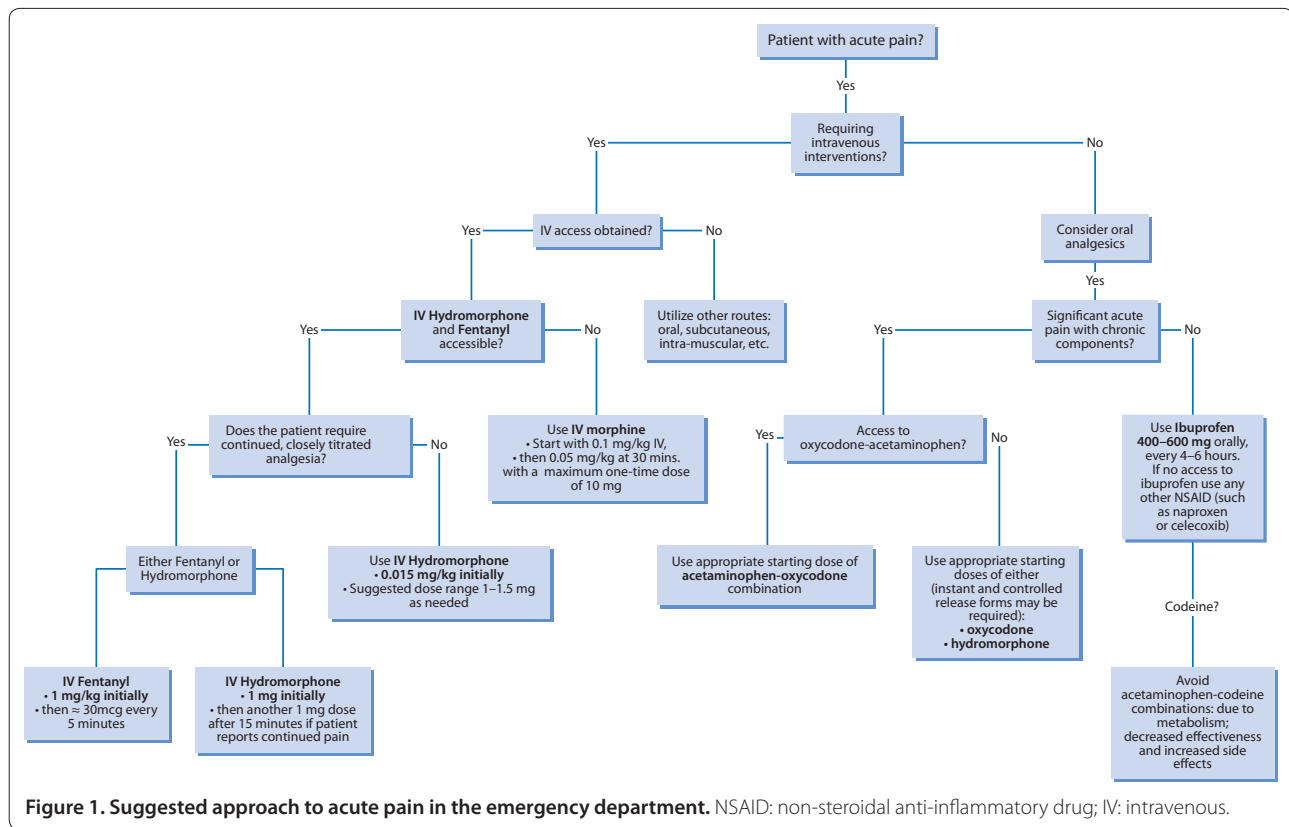 Patient with acute pain?
Yes
Requiring
intravenous
interventions?
Yes
No
IV access obtained?
Yes
No
Consider oral
analgesics
Yes
IV Hydromorphone
and Fentanyl
accessible?
Yes
No
Utilize other routes:
oral, subcutaneous,
intra-muscular, etc.
Significant acute
pain with chronic
components?
Yes
No
Does the patient require
continued, closely titrated
analgesia?
Yes
No
Use IV morphine
• Start with 0.1 mg/kg IV,
• then 0.05 mg/kg at 30 mins.
with a maximum one-time dose
of 10 mg
Access to
oxycodone-acetaminophen?
Yes
No
Use Ibuprofen
400–600 mg orally,
every 4–6 hours.
If no access to
ibuprofen use any
other NSAID (such
as naproxen
or celecoxib)
Either Fentanyl or
Hydromorphone
Use IV Hydromorphone
• 0.015 mg/kg initially
• Suggested dose range 1–1.5 mg
as needed
Use appropriate starting dose of
acetaminophen-oxycodone
combination
Use appropriate starting
doses of either
(instant and controlled
release forms may be
required):
• oxycodone
• hydromorphone
Codeine?
IV Fentanyl
• 1 mg/kg initially
• then ≈ 30mcg every
5 minutes
IV Hydromorphone
• 1 mg initially
• then another 1 mg dose
after 15 minutes if patient
reports continued pain
Avoid
acetaminophen-codeine
combinations: due to
metabolism;
decreased effectiveness
and increased side
effects
Figure 1. Suggested approach to acute pain in the emergency department. NSAID: non-steroidal anti-inflammatory drug; IV: intravenous.